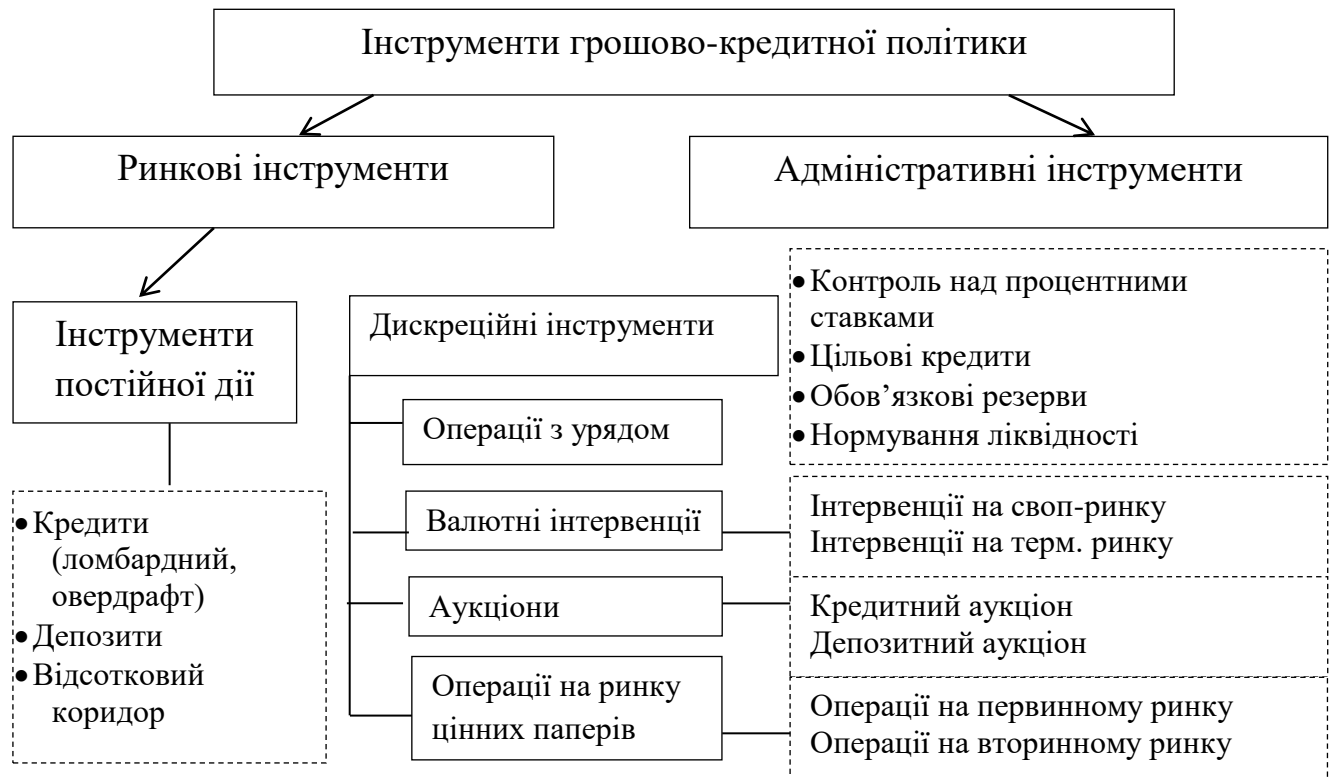 Інструменти грошово-кредитної політики
Ринкові інструменти
Адміністративні інструменти
Інструменти
постійної дії
Дискреційні інструменти
• Контроль над процентними
ставками
• Цільові кредити
• Обов’язкові резерви
• Нормування ліквідності
Операції з урядом
• Кредити
(ломбардний,
овердрафт)
• Депозити
• Відсотковий
коридор
Валютні інтервенції
Інтервенції на своп-ринку
Інтервенції на терм. ринку
Аукціони
Кредитний аукціон
Депозитний аукціон
Операції на ринку
цінних паперів
Операції на первинному ринку
Операції на вторинному ринку